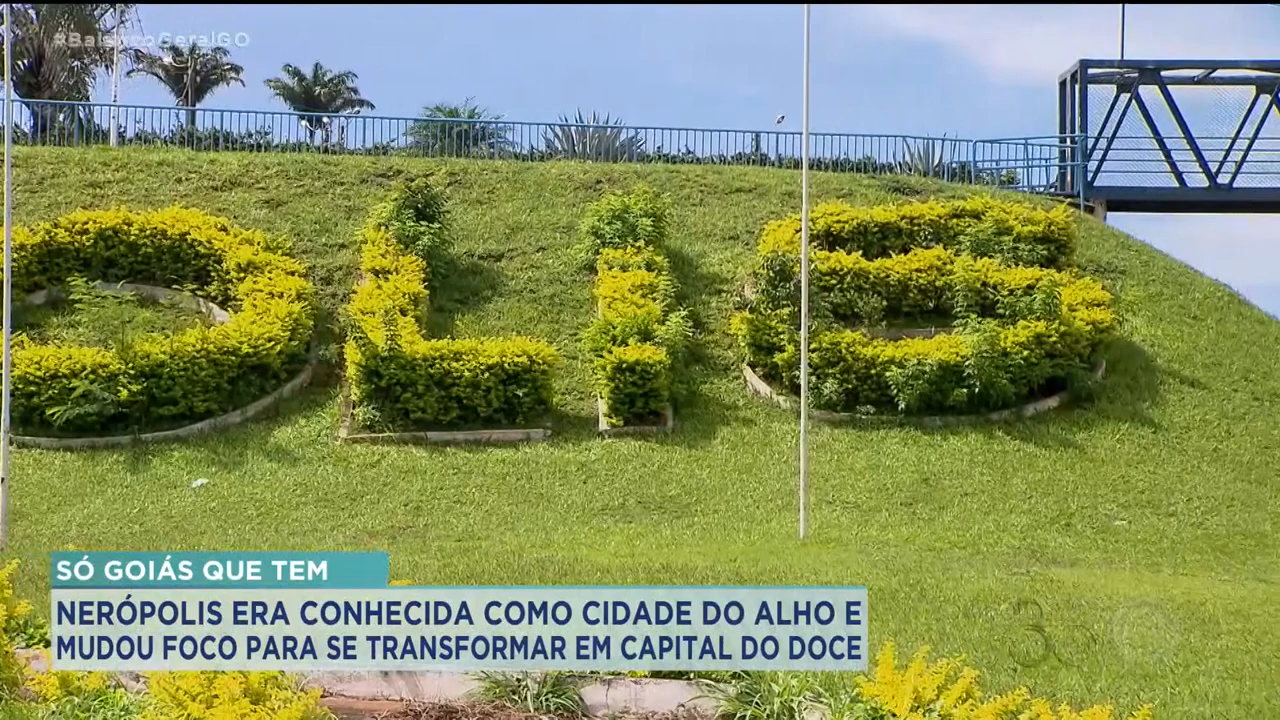 #BalançoGeralGO
OLIS
SÓ GOIÁS QUE TEM
NERÓPOLIS ERA CONHECIDA COMO CIDADE DO ALHO E
MUDOU FOCO PARA SE TRANSFORMAR EM CAPITAL DO DOCE